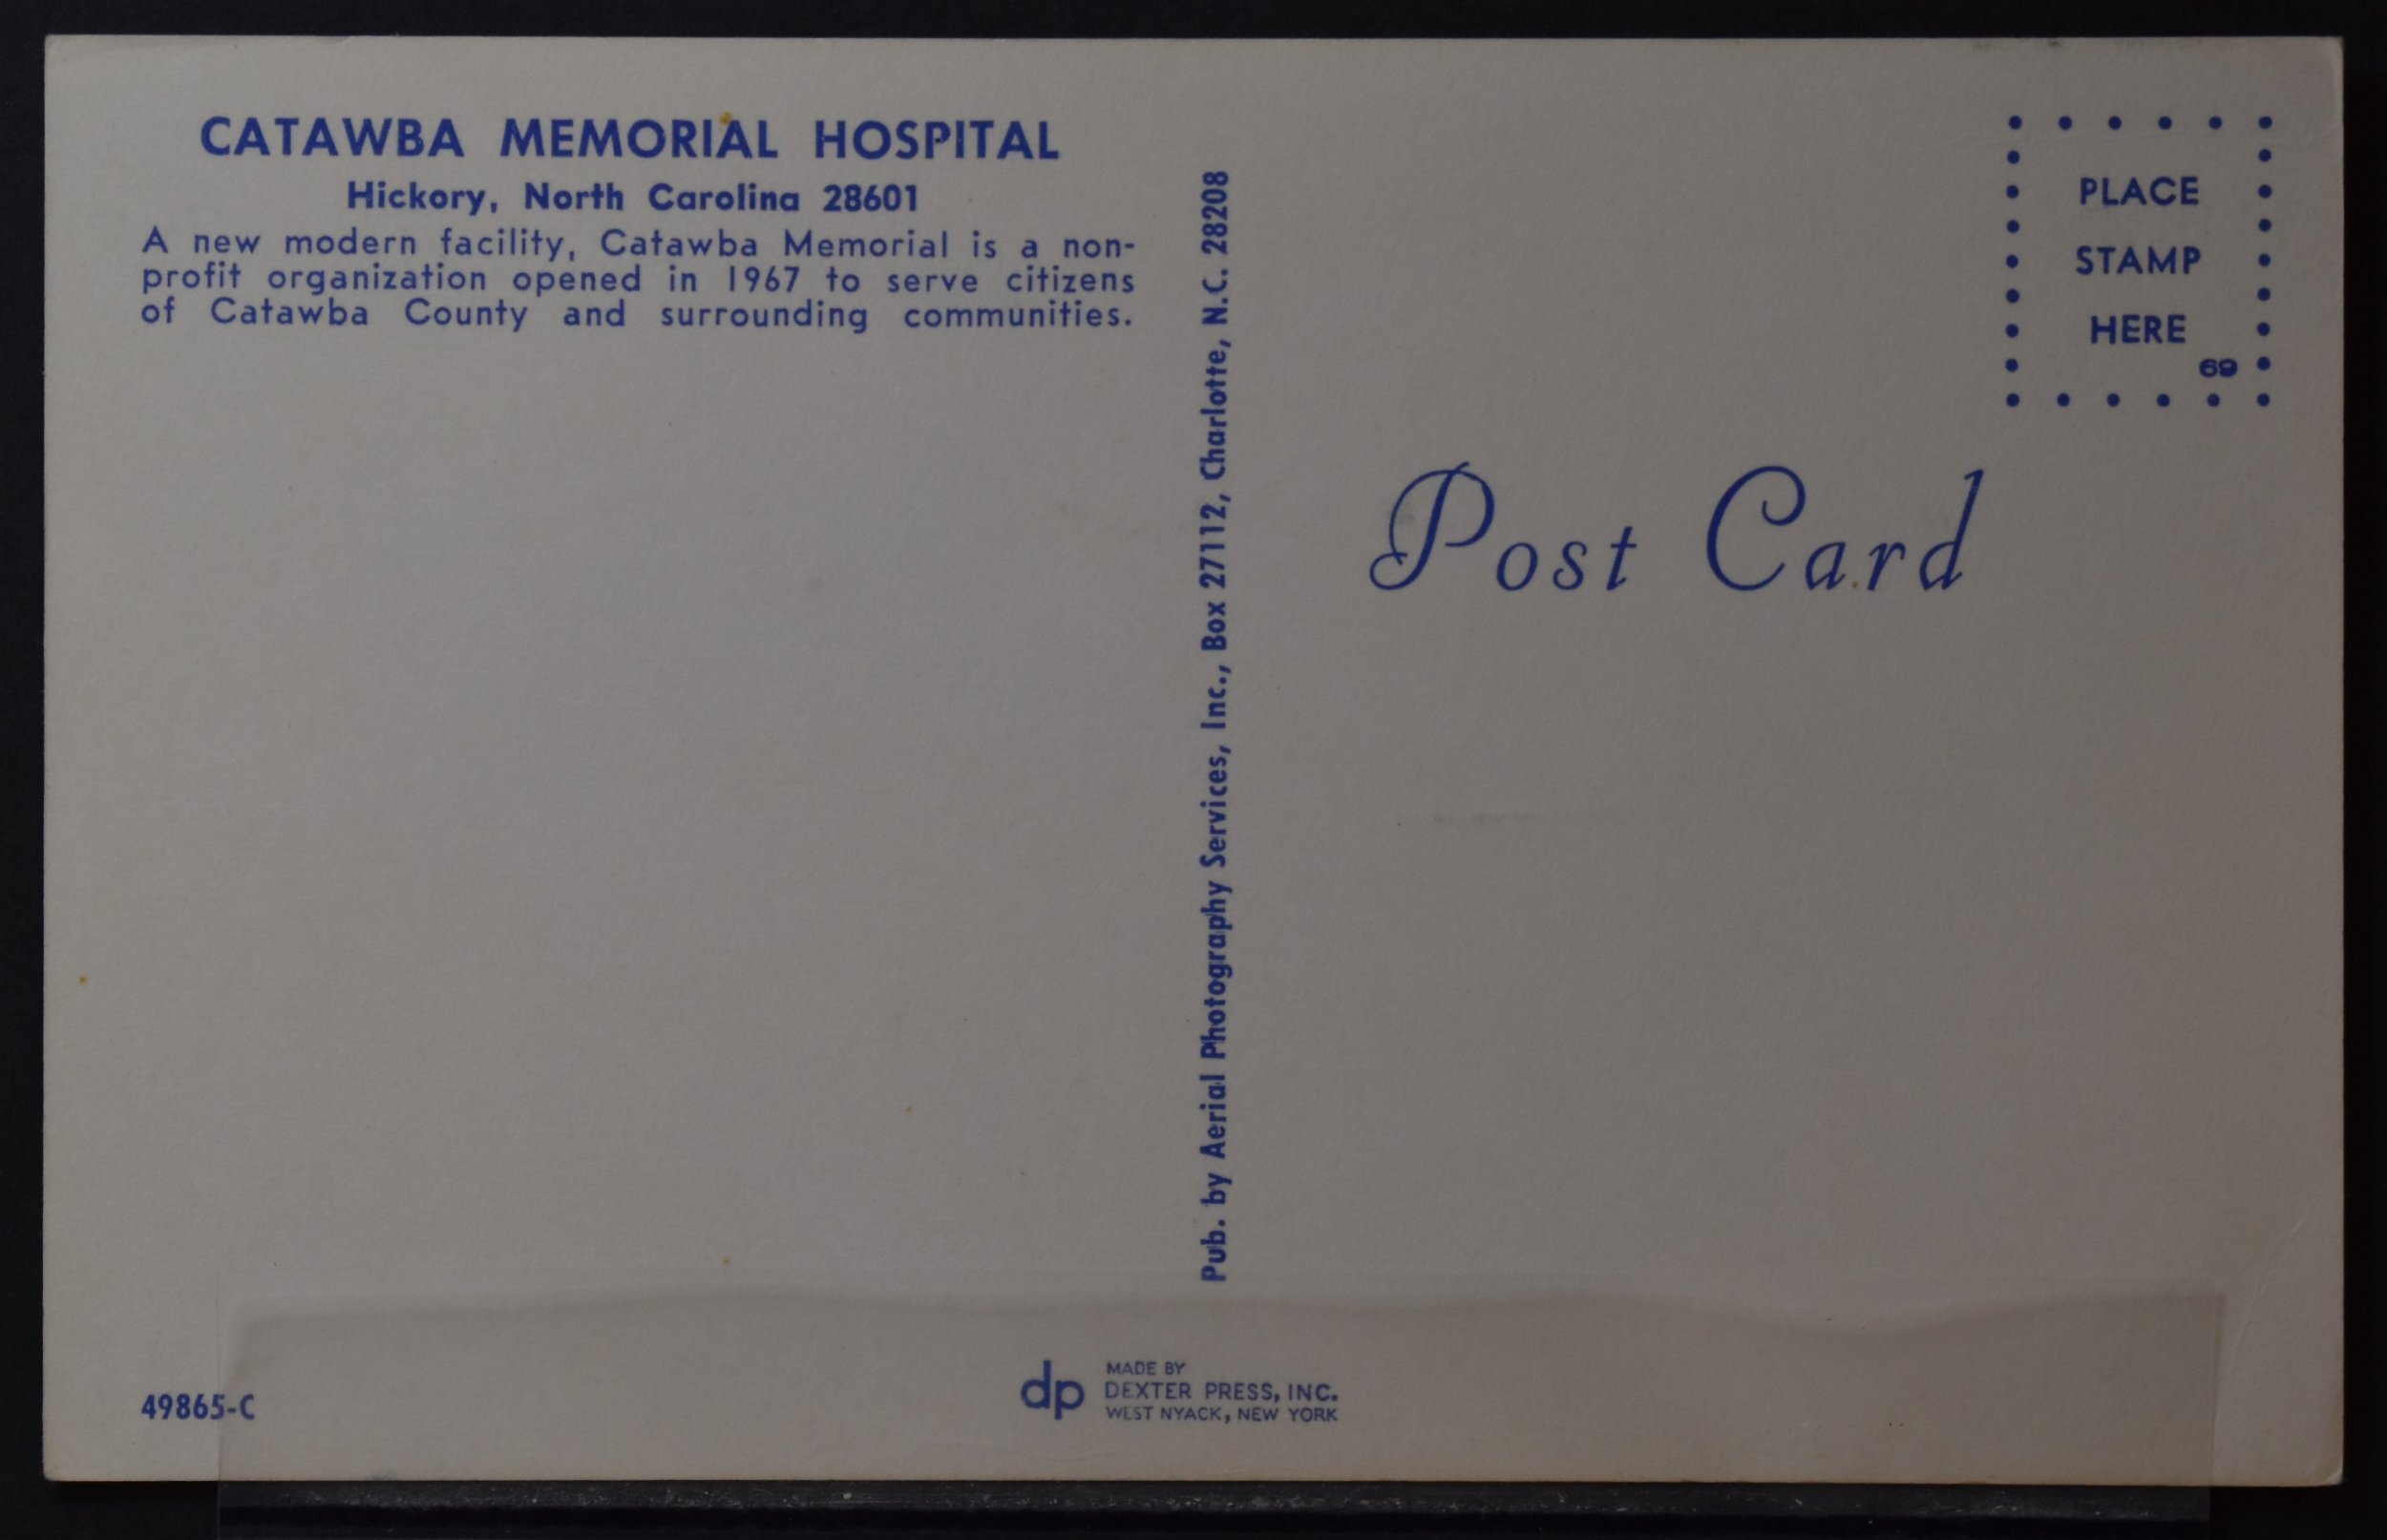 CATAWBA MEMORIAL HOSPITAL
Hickory, North Carolina 28601
A new modern facility, Catawba Memorial is a non-
profit organization opened in 1967 to serve citizens
of Catawba County and surrounding communities.
Pub. by Aerial Photography Services, Inc., Box 27112, Charlotte, N.C. 28208
PLACE
STAMP
HERE
69
Post Card
49865-C
dp
MADE BY
DEXTER PRESS, INC.
WEST NYACK, NEW YORK